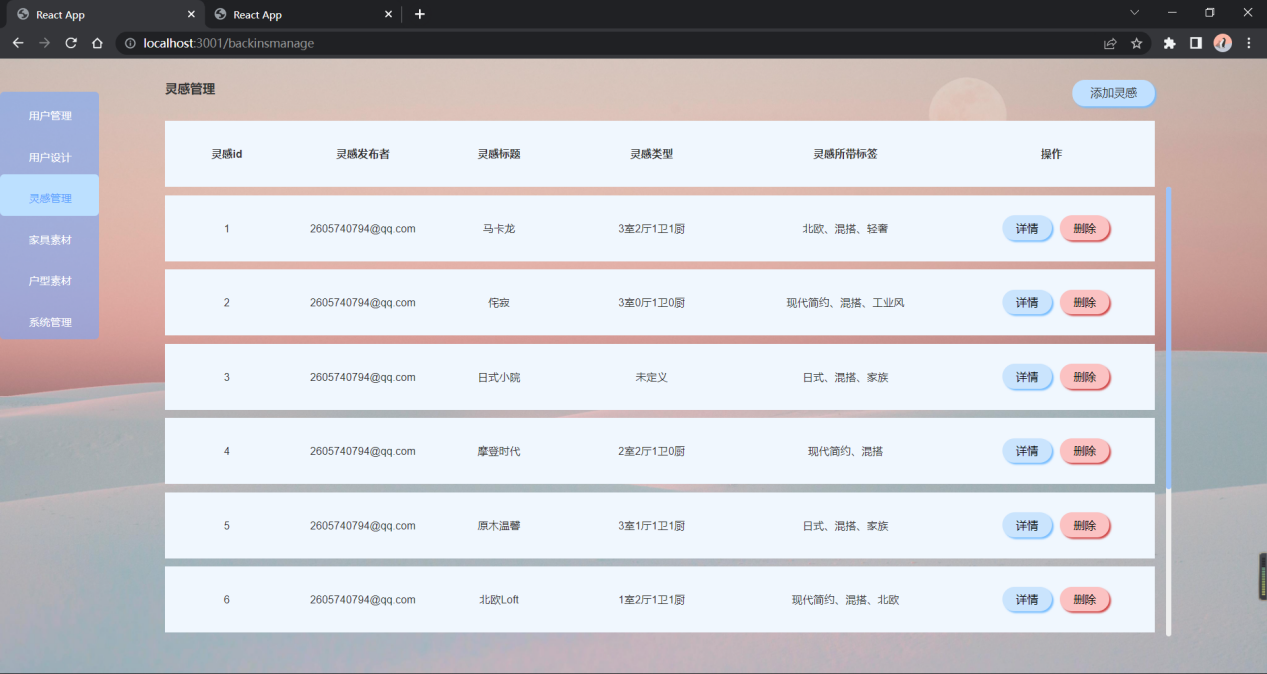 React App
React App
localhost:3001/backinsmanage
灵感管理
添加灵感
用户管理
用户设计
灵感管理
家具素材
户型素材
系统管理
灵感id 灵感发布者 灵感标题 灵感类型 灵感所带标签 操作
1 2605740794@qq.com 马卡龙 3室2厅1卫1厨 北欧、混搭、轻奢 详情 删除
2 2605740794@qq.com 侘寂 3室0厅1卫0厨 现代简约、混搭、工业风 详情 删除
3 2605740794@qq.com 日式小院 未定义 日式、混搭、家族 详情 删除
4 2605740794@qq.com 摩登时代 2室2厅1卫0厨 现代简约、混搭 详情 删除
5 2605740794@qq.com 原木温馨 3室1厅1卫1厨 日式、混搭、家族 详情 删除
6 2605740794@qq.com 北欧Loft 1室2厅1卫1厨 现代简约、混搭、北欧 详情 删除